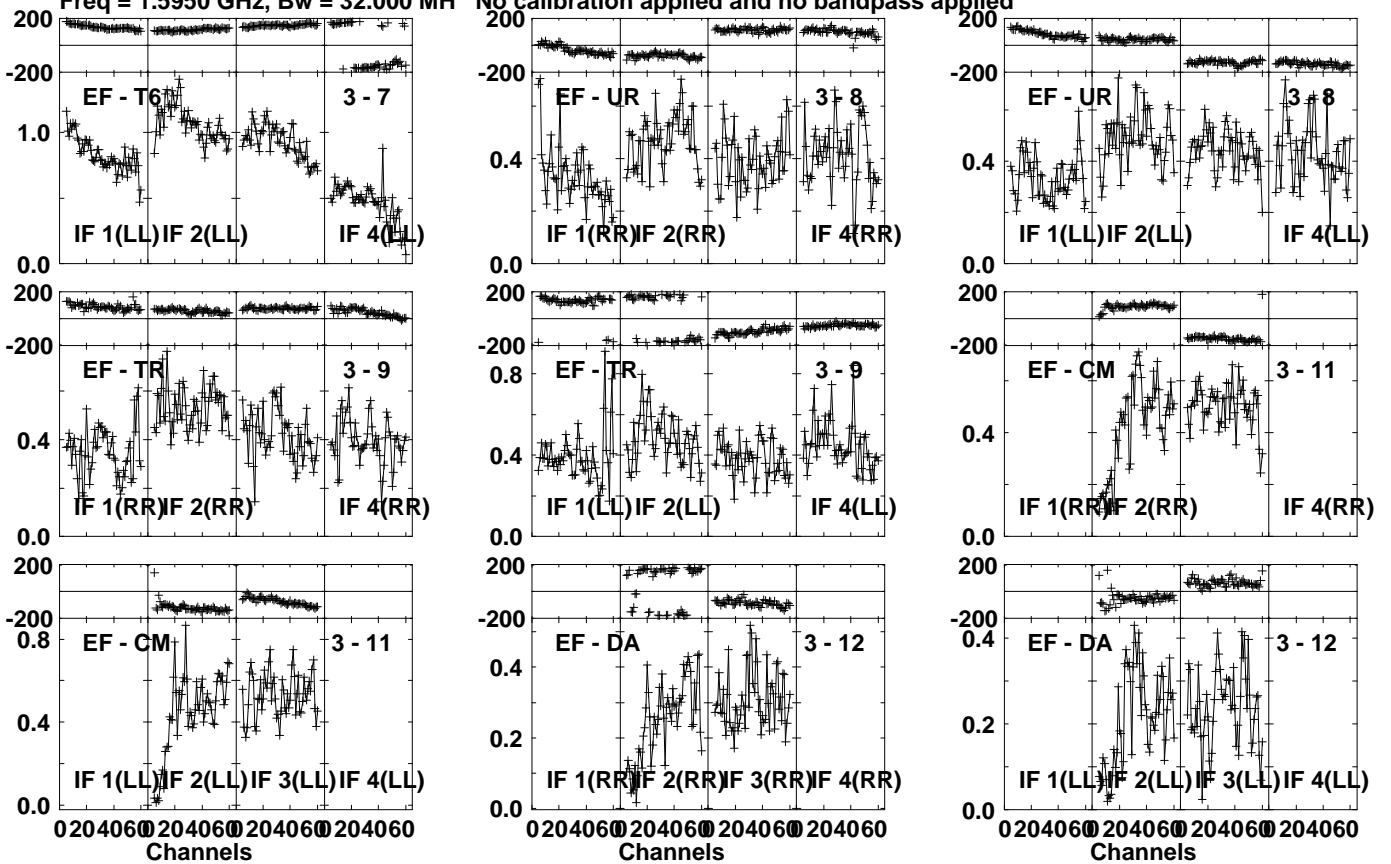 Freq = 1.5950 GHz, Bw = 32.000 MH No calibration applied and no bandpass applied
200
-200
EF - T6
3 - 7
1.0
IF 1(LL) IF 2(LL) IF 4(LL)
0.0
200
-200
EF - UR
3 - 8
0.4
IF 1(RR) IF 2(RR) IF 4(RR)
0.0
200
-200
EF - UR
3 - 8
0.4
IF 1(LL) IF 2(LL) IF 4(LL)
0.0
200
-200
EF - TR
3 - 9
0.4
IF 1(RR) IF 2(RR) IF 4(RR)
0.0
200
-200
EF - TR
3 - 9
0.8
0.4
IF 1(LL) IF 2(LL) IF 4(LL)
0.0
200
-200
EF - CM
3 - 11
0.4
IF 1(RR) IF 2(RR) IF 4(RR)
0.0
200
-200
EF - CM
3 - 11
0.8
0.4
IF 1(LL) IF 2(LL) IF 3(LL) IF 4(LL)
0.0
0 20 40 60 0 20 40 60 0 20 40 60 0 20 40 60
Channels
200
-200
EF - DA
3 - 12
0.4
0.2
IF 1(RR) IF 2(RR) IF 3(RR) IF 4(RR)
0.0
0 20 40 60 0 20 40 60 0 20 40 60 0 20 40 60
Channels
200
-200
EF - DA
3 - 12
0.4
0.2
IF 1(LL) IF 2(LL) IF 3(LL) IF 4(LL)
0.0
0 20 40 60 0 20 40 60 0 20 40 60 0 20 40 60
Channels